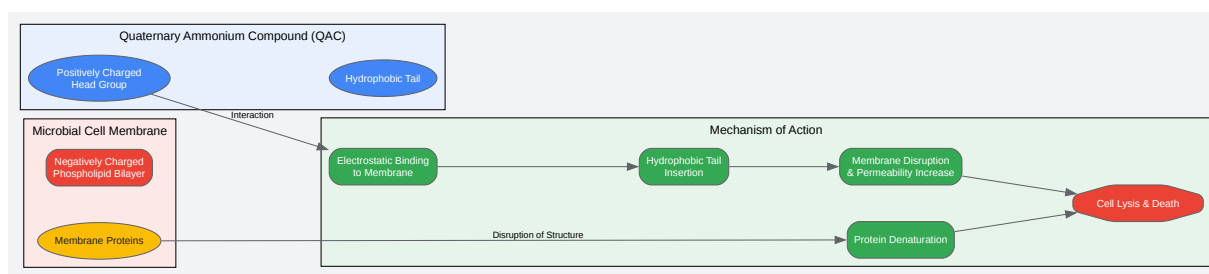 Quaternary Ammonium Compound (QAC)
Positively Charged
Head Group
Hydrophobic Tail
Interaction
Microbial Cell Membrane
Negatively Charged
Phospholipid Bilayer
Membrane Proteins
Mechanism of Action
Electrostatic Binding
to Membrane
Hydrophobic Tail
Insertion
Membrane Disruption
& Permeability Increase
Cell Lysis & Death
Disruption of Structure
Protein Denaturation